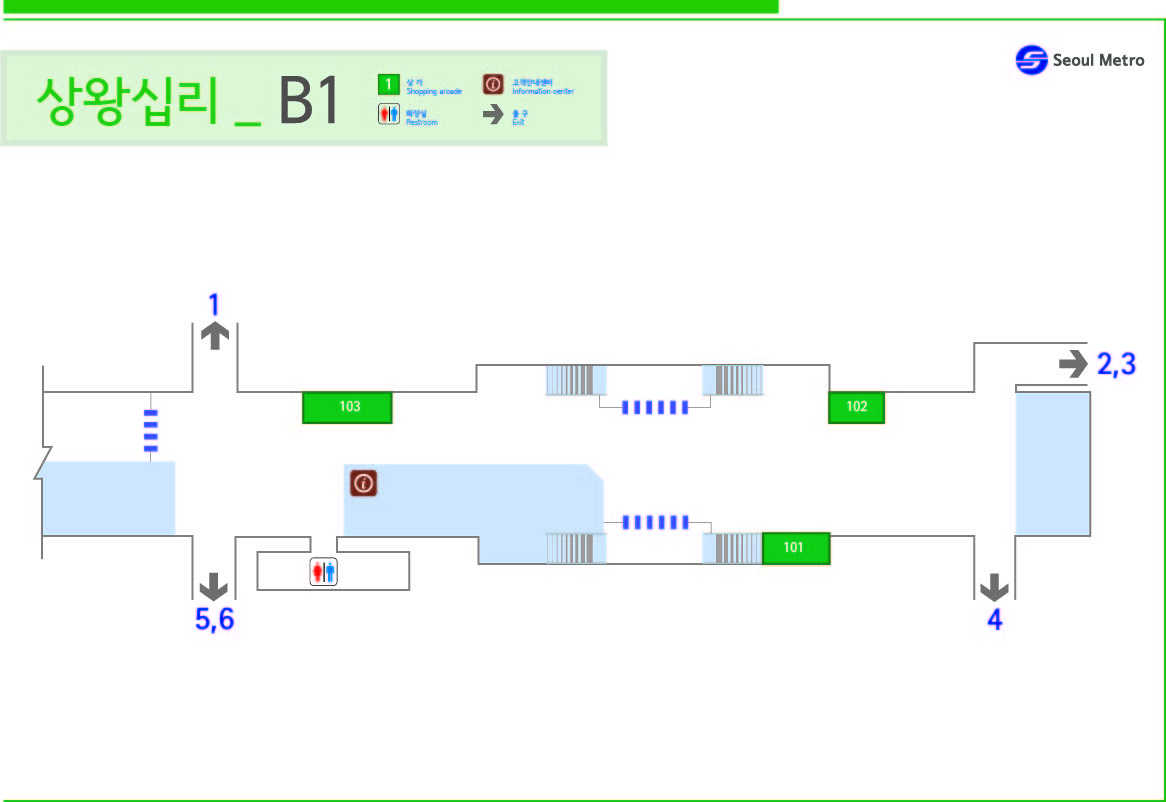 상왕십리 _ B1
1 상 가
Shopping arcade
고객안내센터
Information center
화장실
Restroom
출 구
Exit
Seoul Metro
1
2,3
103
102
101
5,6
4